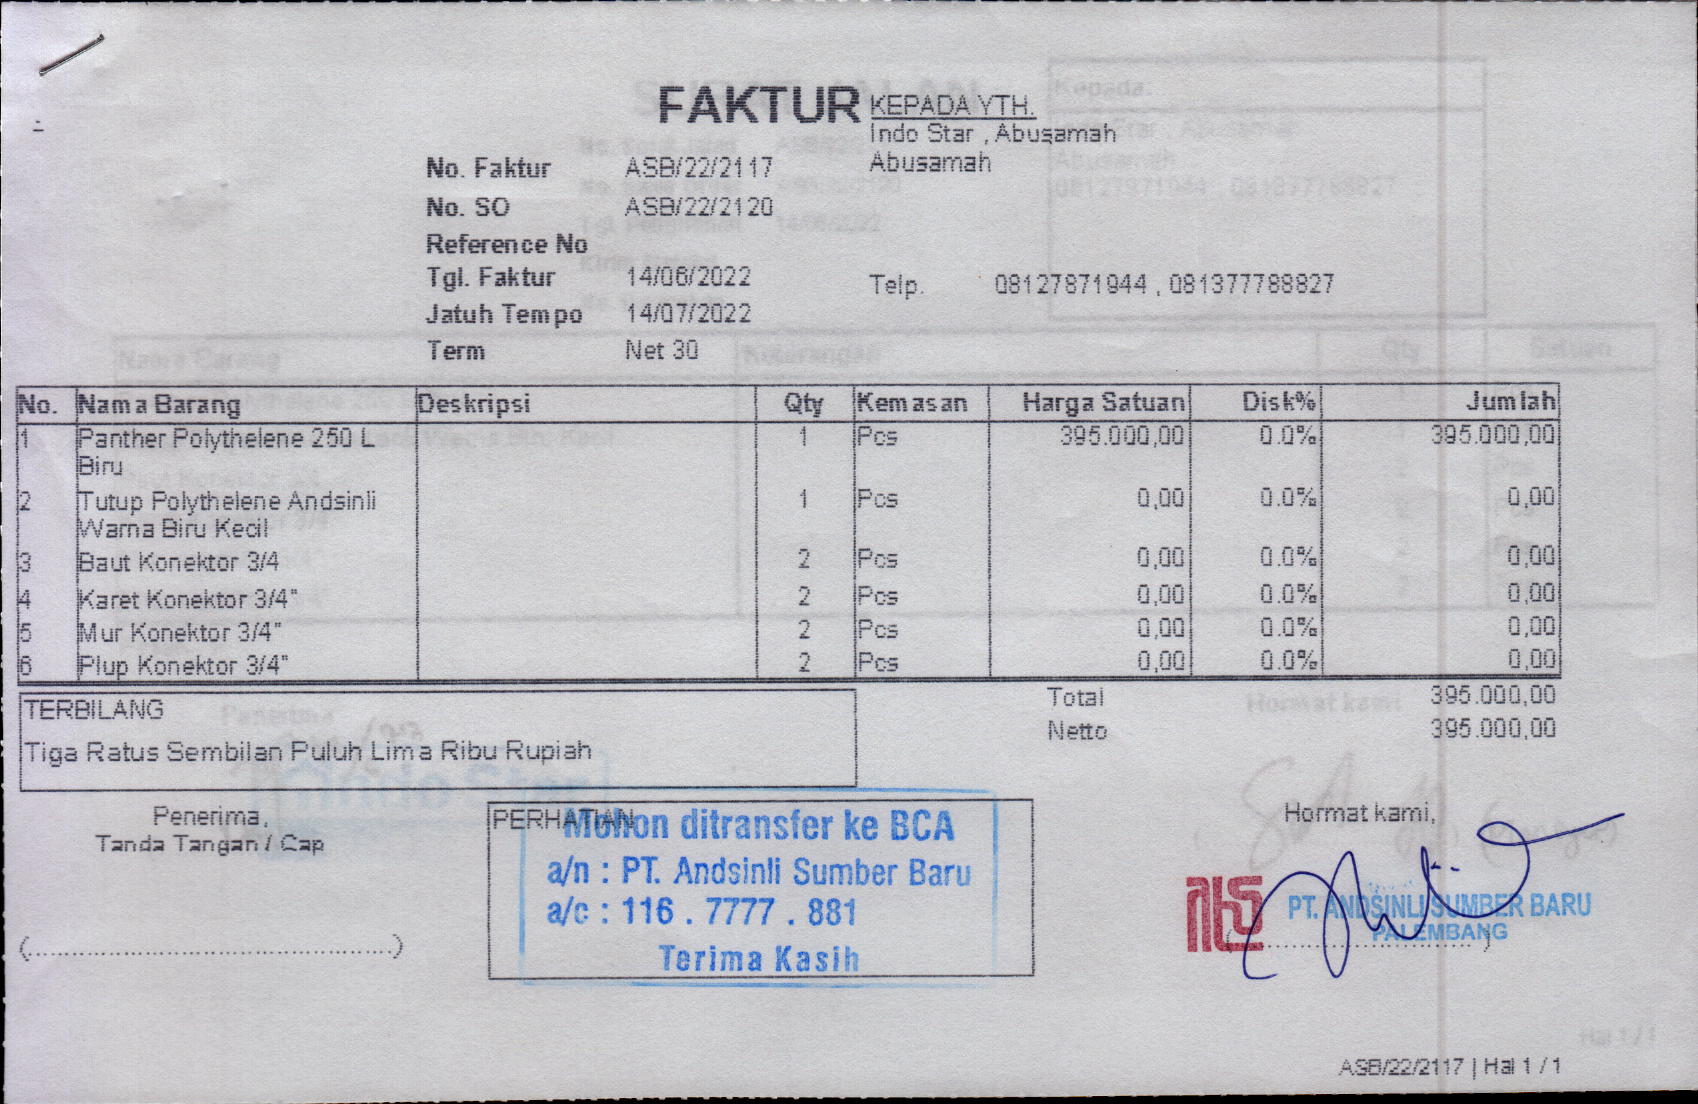 FAKTUR
KEPADA YTH.
Indo Star , Abusamah
Abusamah
No. Faktur ASB/22/2117
No. SO ASB/22/2120
Reference No
Tgl. Faktur 14/06/2022
Telp. 08127871944 , 081377788827
Jatuh Tempo 14/07/2022
Term Net 30
No. Nama Barang Deskripsi Qty Kemasan Harga Satuan Disk% Jumlah
1 Panther Polythelene 250 L 1 Pcs 395.000,00 0.0% 395.000,00
Biru
2 Tutup Polythelene Andsinli 1 Pcs 0,00 0.0% 0,00
Warna Biru Kecil
3 Baut Konektor 3/4 2 Pcs 0,00 0.0% 0,00
4 Karet Konektor 3/4" 2 Pcs 0,00 0.0% 0,00
5 Mur Konektor 3/4" 2 Pcs 0,00 0.0% 0,00
6 Plup Konektor 3/4" 2 Pcs 0,00 0.0% 0,00
Total 395.000,00
Netto 395.000,00
TERBILANG
Tiga Ratus Sembilan Puluh Lima Ribu Rupiah
Penerima,
Tanda Tangan / Cap
(..................................................)
PERHATIAN
Mohon ditransfer ke BCA
a/n : PT. Andsinli Sumber Baru
a/c : 116 . 7777 . 881
Terima Kasih
Hormat kami,
PT. ANDSINLI SUMBER BARU
PALEMBANG
ASB/22/2117 | Hal 1 / 1